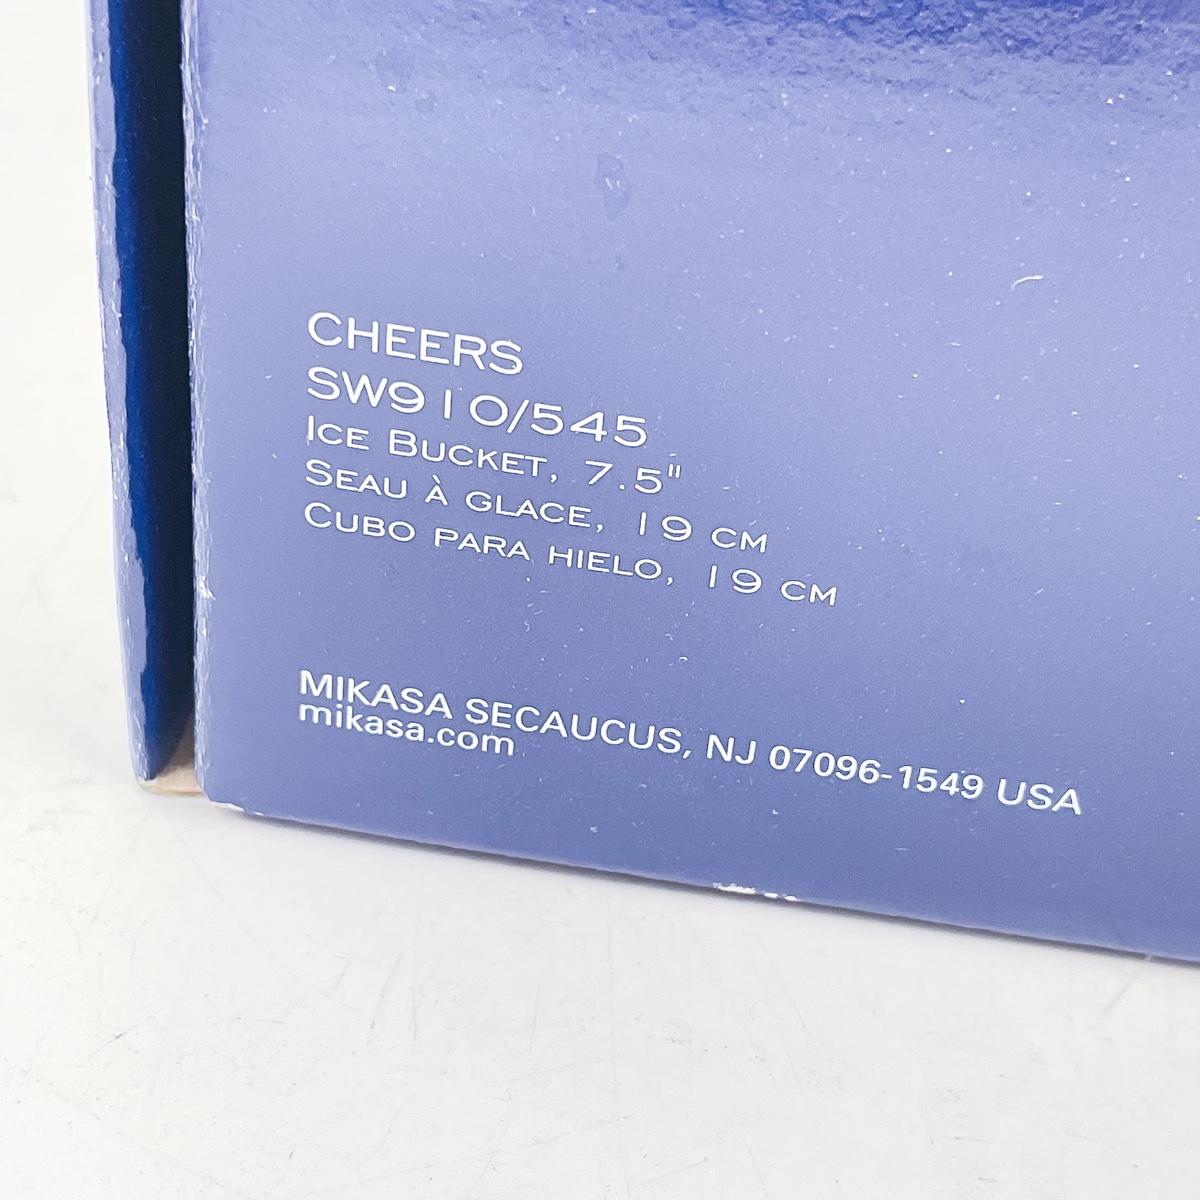 CHEERS
SW910/545
ICE BUCKET, 7.5"
SEAU À GLACE, 19 CM
CUBO PARA HIELO, 19 CM
MIKASA SECAUCUS, NJ 07096-1549 USA
mikasa.com